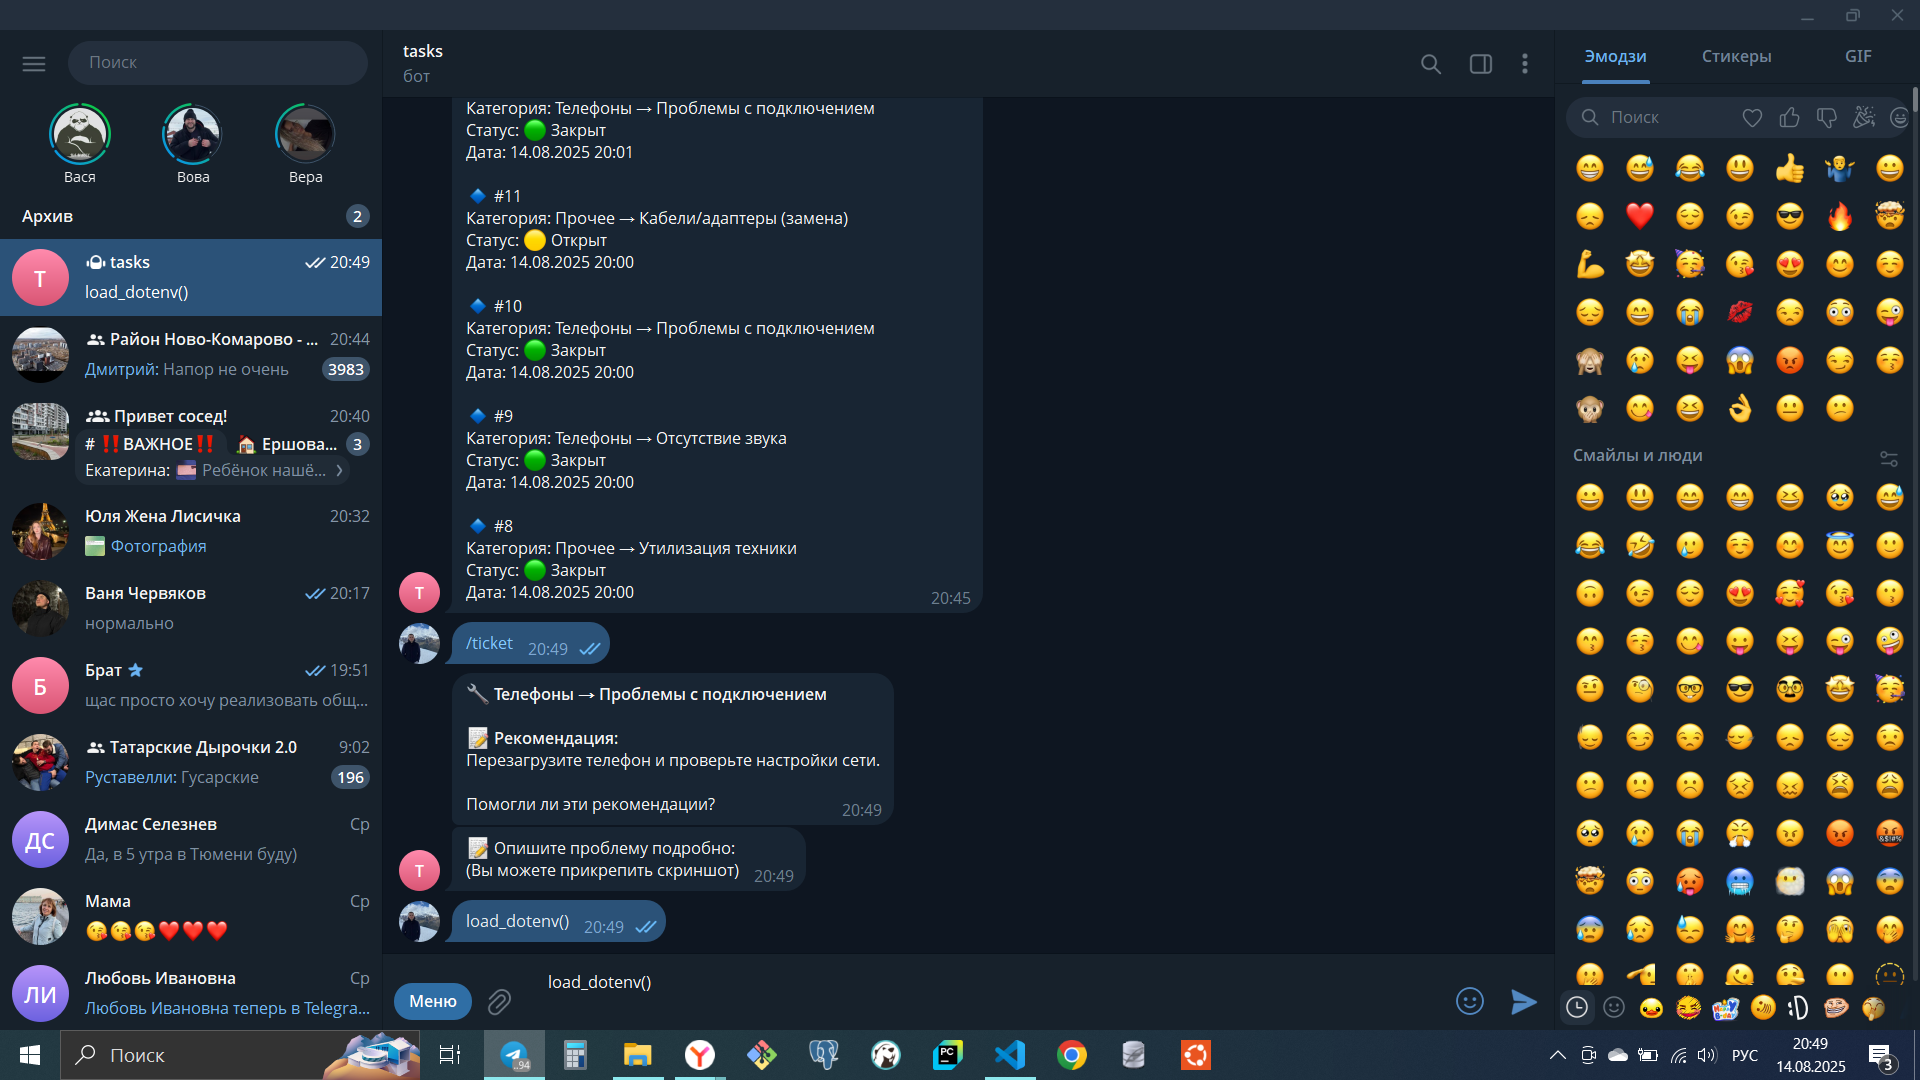 Поиск
Вася
Вова
Вера
Архив
2
T
tasks
20:49
load_dotenv()
Район Ново-Комарово - ...
20:44
Дмитрий: Напор не очень
3983
Привет сосед!
20:40
# ‼️ВАЖНОЕ‼️
Ершова...
3
Екатерина:
Ребёнок нашё...
Юля Жена Лисичка
20:32
Фотография
Ваня Червяков
20:17
нормально
Б
Брат
19:51
щас просто хочу реализовать общ...
Татарские Дырочки 2.0
9:02
Руставелли: Гусарские
196
ДС
Димас Селезнев
Ср
Да, в 5 утра в Тюмени буду)
Мама
Ср
😘😘😘❤️❤️❤️
ЛИ
Любовь Ивановна
Ср
Любовь Ивановна теперь в Telegra...
tasks
бот
Категория: Телефоны → Проблемы с подключением
Статус: 🟢 Закрыт
Дата: 14.08.2025 20:01
🔹 #11
Категория: Прочее → Кабели/адаптеры (замена)
Статус: 🟡 Открыт
Дата: 14.08.2025 20:00
🔹 #10
Категория: Телефоны → Проблемы с подключением
Статус: 🟢 Закрыт
Дата: 14.08.2025 20:00
🔹 #9
Категория: Телефоны → Отсутствие звука
Статус: 🟢 Закрыт
Дата: 14.08.2025 20:00
🔹 #8
Категория: Прочее → Утилизация техники
Статус: 🟢 Закрыт
Дата: 14.08.2025 20:00
20:45
T
/ticket
20:49
🔧 Телефоны → Проблемы с подключением
📝 Рекомендация:
Перезагрузите телефон и проверьте настройки сети.
Помогли ли эти рекомендации?
20:49
📝 Опишите проблему подробно:
(Вы можете прикрепить скриншот)
20:49
T
load_dotenv()
20:49
Меню
load_dotenv()
Эмодзи
Стикеры
GIF
Поиск
Смайлы и люди
Поиск
..94
PC
РУС
20:49
14.08.2025
3